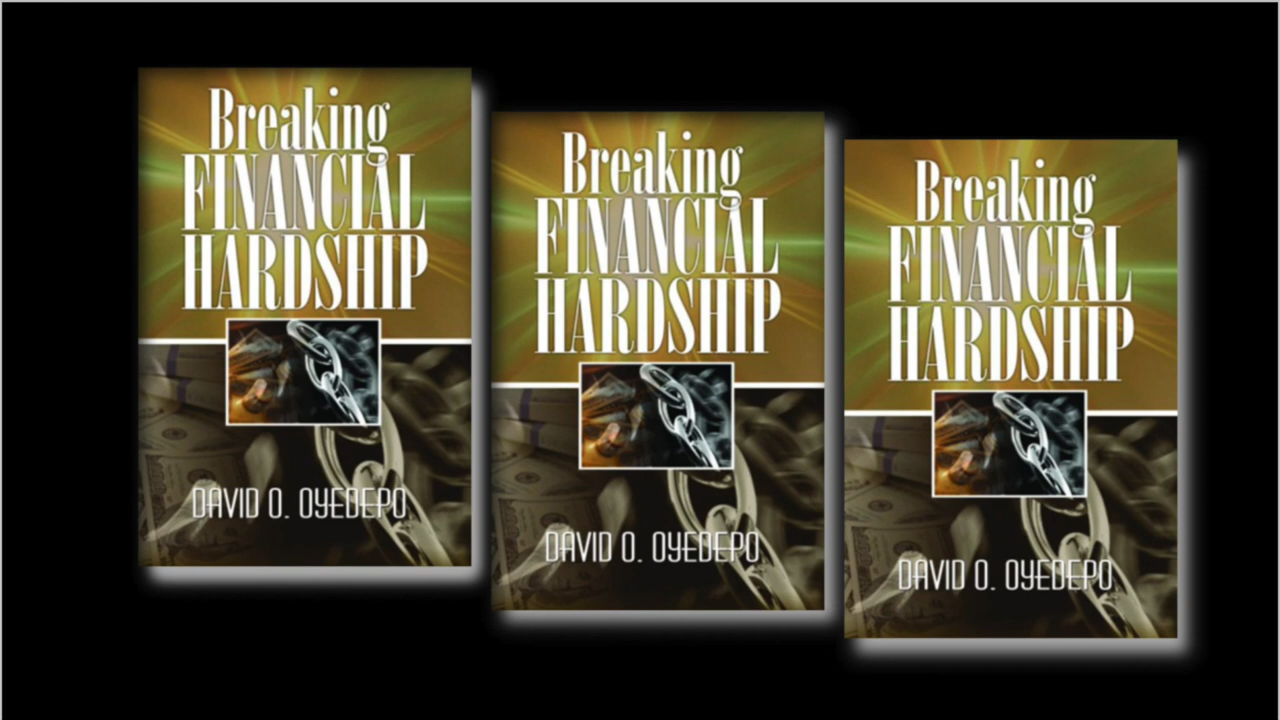 Breaking
FINANCIAL
HARDSHIP
DAVID O. OYEDEPO
Breaking
FINANCIAL
HARDSHIP
DAVID O. OYEDEPO
Breaking
FINANCIAL
HARDSHIP
DAVID O. OYEDEPO